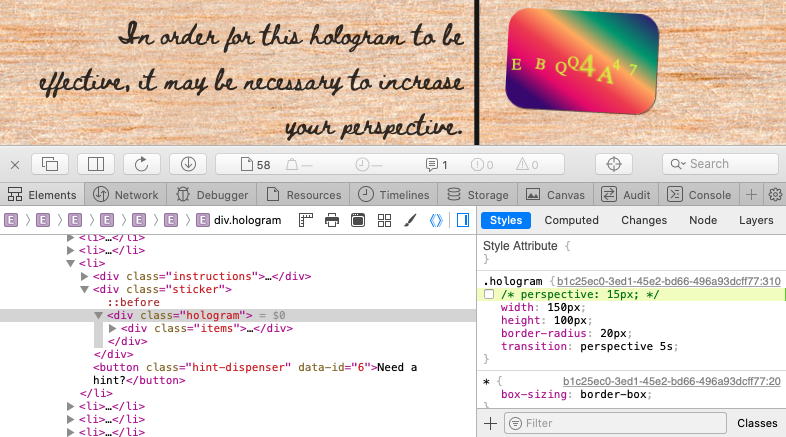 In order for this hologram to be
effective, it may be necessary to increase
your perspective.
E B Q Q 4 A 4 7
58
—
—
1
0
0
Search
Elements
Network
Debugger
Resources
Timelines
Storage
Canvas
Audit
Console
E E E E E E E div.hologram
Styles
Computed
Changes
Node
Layers
<li>…</li>
<li>…</li>
<li>
<div class="instructions">…</div>
<div class="sticker">
::before
<div class="hologram"> = $0
<div class="items">…</div>
</div>
</div>
<button class="hint-dispenser" data-id="6">Need a
hint?</button>
</li>
<li>…</li>
<li>…</li>
<li>…</li>
Style Attribute {
}
.hologram { b1c25ec0-3ed1-45e2-bd66-496a93dcff77:310
/* perspective: 15px; */
width: 150px;
height: 100px;
border-radius: 20px;
transition: perspective 5s;
}
* { b1c25ec0-3ed1-45e2-bd66-496a93dcff77:20
box-sizing: border-box;
}
Filter
Classes